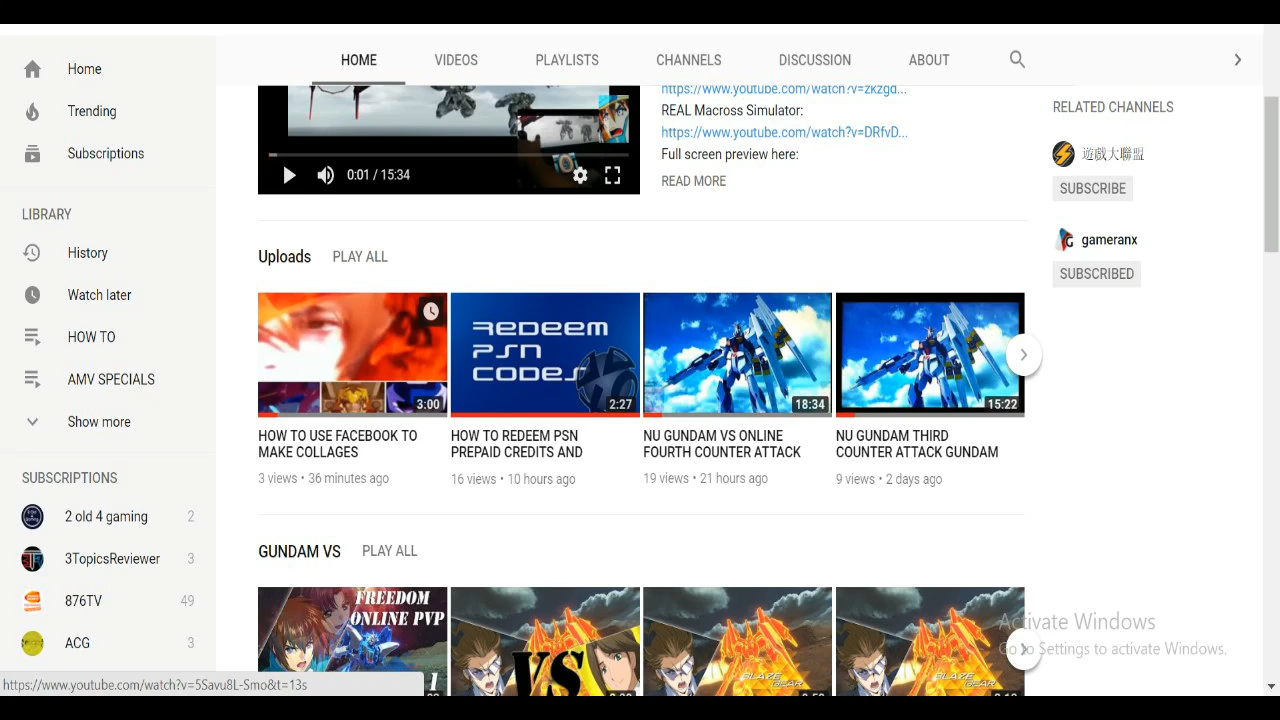 HOME
VIDEOS
PLAYLISTS
CHANNELS
DISCUSSION
ABOUT
Home
Trending
Subscriptions
LIBRARY
History
Watch later
HOW TO
AMV SPECIALS
Show more
SUBSCRIPTIONS
2 old 4 gaming 2
3TopicsReviewer 3
876TV 49
ACG 3
0:01 / 15:34
https://www.youtube.com/watch?v=zkzgd...
REAL Macross Simulator:
https://www.youtube.com/watch?v=DRfvD...
Full screen preview here:
READ MORE
RELATED CHANNELS
遊戲大聯盟
SUBSCRIBE
gameranx
SUBSCRIBED
Uploads PLAY ALL
3:00
HOW TO USE FACEBOOK TO
MAKE COLLAGES
3 views • 36 minutes ago
REDEEM
PSN
CODES
2:27
HOW TO REDEEM PSN
PREPAID CREDITS AND
16 views • 10 hours ago
18:34
NU GUNDAM VS ONLINE
FOURTH COUNTER ATTACK
19 views • 21 hours ago
15:22
NU GUNDAM THIRD
COUNTER ATTACK GUNDAM
9 views • 2 days ago
GUNDAM VS PLAY ALL
FREEDOM
ONLINE PVP
1
VS
BLAZE
GEAR
BLAZE
GEAR
Activate Windows
Go to Settings to activate Windows.
https://www.youtube.com/watch?v=5Savu8L-Smo&t=13s